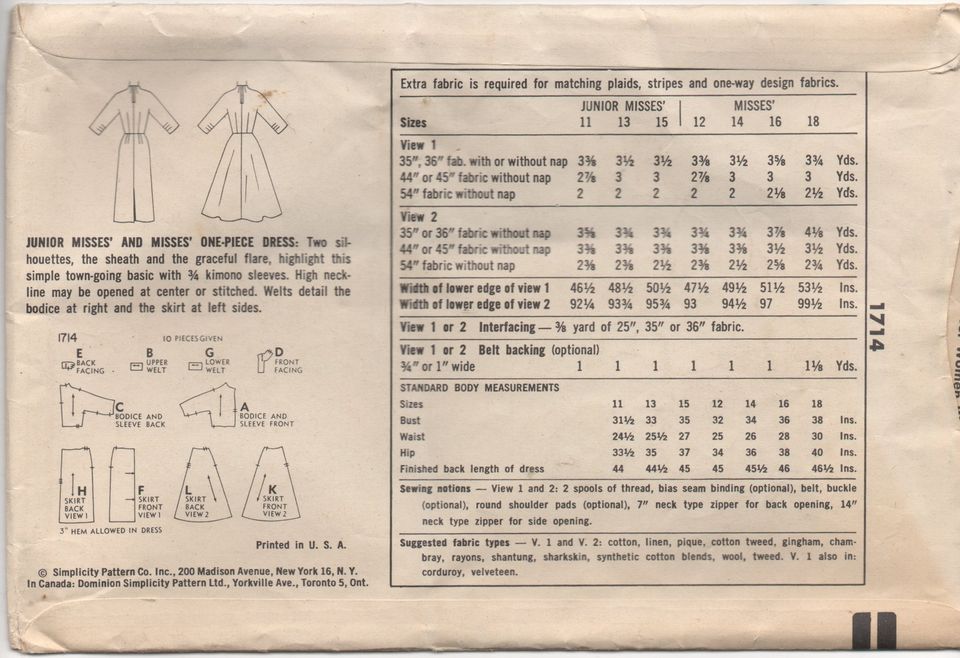 JUNIOR MISSES' AND MISSES' ONE-PIECE DRESS: Two sil-
houettes, the sheath and the graceful flare, highlight this
simple town-going basic with ¾ kimono sleeves. High neck-
line may be opened at center or stitched. Welts detail the
bodice at right and the skirt at left sides.
1714 10 PIECES GIVEN
E BACK FACING
B UPPER WELT
G LOWER WELT
D FRONT FACING
C BODICE AND SLEEVE BACK
A BODICE AND SLEEVE FRONT
H SKIRT BACK VIEW 1
F SKIRT FRONT VIEW 1
L SKIRT BACK VIEW 2
K SKIRT FRONT VIEW 2
3" HEM ALLOWED IN DRESS
Printed in U. S. A.
© Simplicity Pattern Co. Inc., 200 Madison Avenue, New York 16, N. Y.
In Canada: Dominion Simplicity Pattern Ltd., Yorkville Ave., Toronto 5, Ont.
Extra fabric is required for matching plaids, stripes and one-way design fabrics.
JUNIOR MISSES' | MISSES'
Sizes 11 13 15 12 14 16 18
View 1
35", 36" fab. with or without nap 3⅜ 3½ 3½ 3⅜ 3½ 3⅝ 3¾ Yds.
44" or 45" fabric without nap 2⅞ 3 3 2⅞ 3 3 3 Yds.
54" fabric without nap 2 2 2 2 2 2⅛ 2½ Yds.
View 2
35" or 36" fabric without nap 3⅝ 3¾ 3¾ 3¾ 3¾ 3⅞ 4⅛ Yds.
44" or 45" fabric without nap 3⅜ 3⅜ 3⅜ 3⅜ 3⅜ 3½ 3½ Yds.
54" fabric without nap 2⅜ 2⅜ 2½ 2⅜ 2½ 2⅝ 2¾ Yds.
Width of lower edge of view 1 46½ 48½ 50½ 47½ 49½ 51½ 53½ Ins.
Width of lower edge of view 2 92¼ 93¾ 95¾ 93 94½ 97 99½ Ins.
View 1 or 2 Interfacing — ⅜ yard of 25", 35" or 36" fabric.
View 1 or 2 Belt backing (optional)
¾" or 1" wide 1 1 1 1 1 1 1⅛ Yds.
STANDARD BODY MEASUREMENTS
Sizes 11 13 15 12 14 16 18
Bust 31½ 33 35 32 34 36 38 Ins.
Waist 24½ 25½ 27 25 26 28 30 Ins.
Hip 33½ 35 37 34 36 38 40 Ins.
Finished back length of dress 44 44½ 45 45 45½ 46 46½ Ins.
Sewing notions — View 1 and 2: 2 spools of thread, bias seam binding (optional), belt, buckle
(optional), round shoulder pads (optional), 7" neck type zipper for back opening, 14"
neck type zipper for side opening.
Suggested fabric types — V. 1 and V. 2: cotton, linen, pique, cotton tweed, gingham, cham-
bray, rayons, shantung, sharkskin, synthetic cotton blends, wool, tweed. V. 1 also in:
corduroy, velveteen.
1714